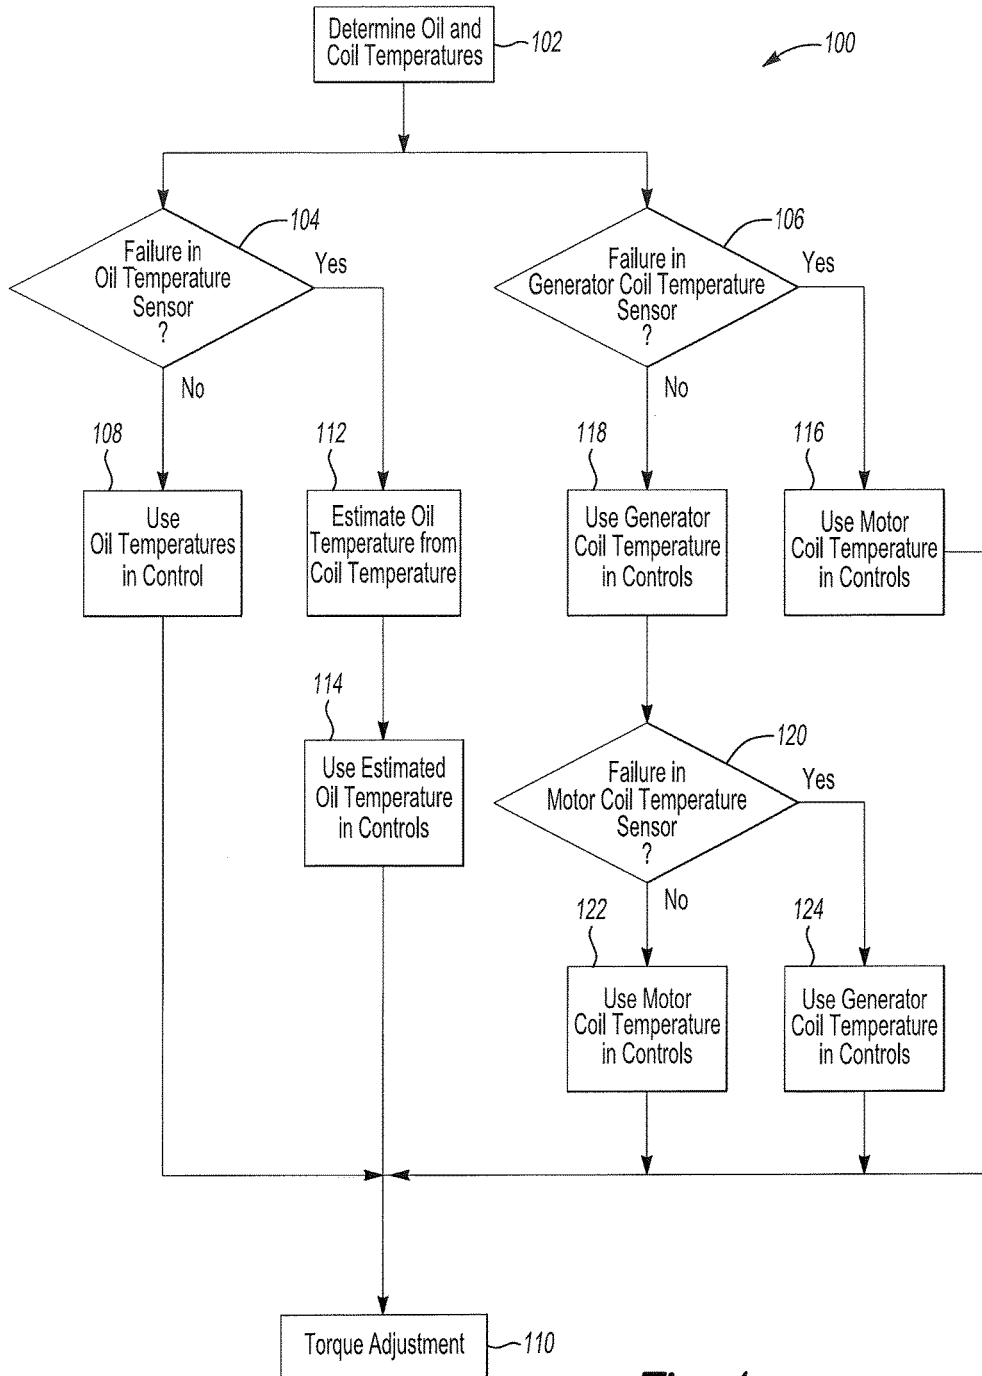 Determine Oil and
Coil Temperatures
102
100
104
Failure in
Oil Temperature
Sensor
?
Yes
No
106
Failure in
Generator Coil Temperature
Sensor
?
Yes
No
108
Use
Oil Temperatures
in Control
112
Estimate Oil
Temperature from
Coil Temperature
118
Use Generator
Coil Temperature
in Controls
116
Use Motor
Coil Temperature
in Controls
114
Use Estimated
Oil Temperature
in Controls
120
Failure in
Motor Coil Temperature
Sensor
?
Yes
No
122
Use Motor
Coil Temperature
in Controls
124
Use Generator
Coil Temperature
in Controls
Torque Adjustment
110